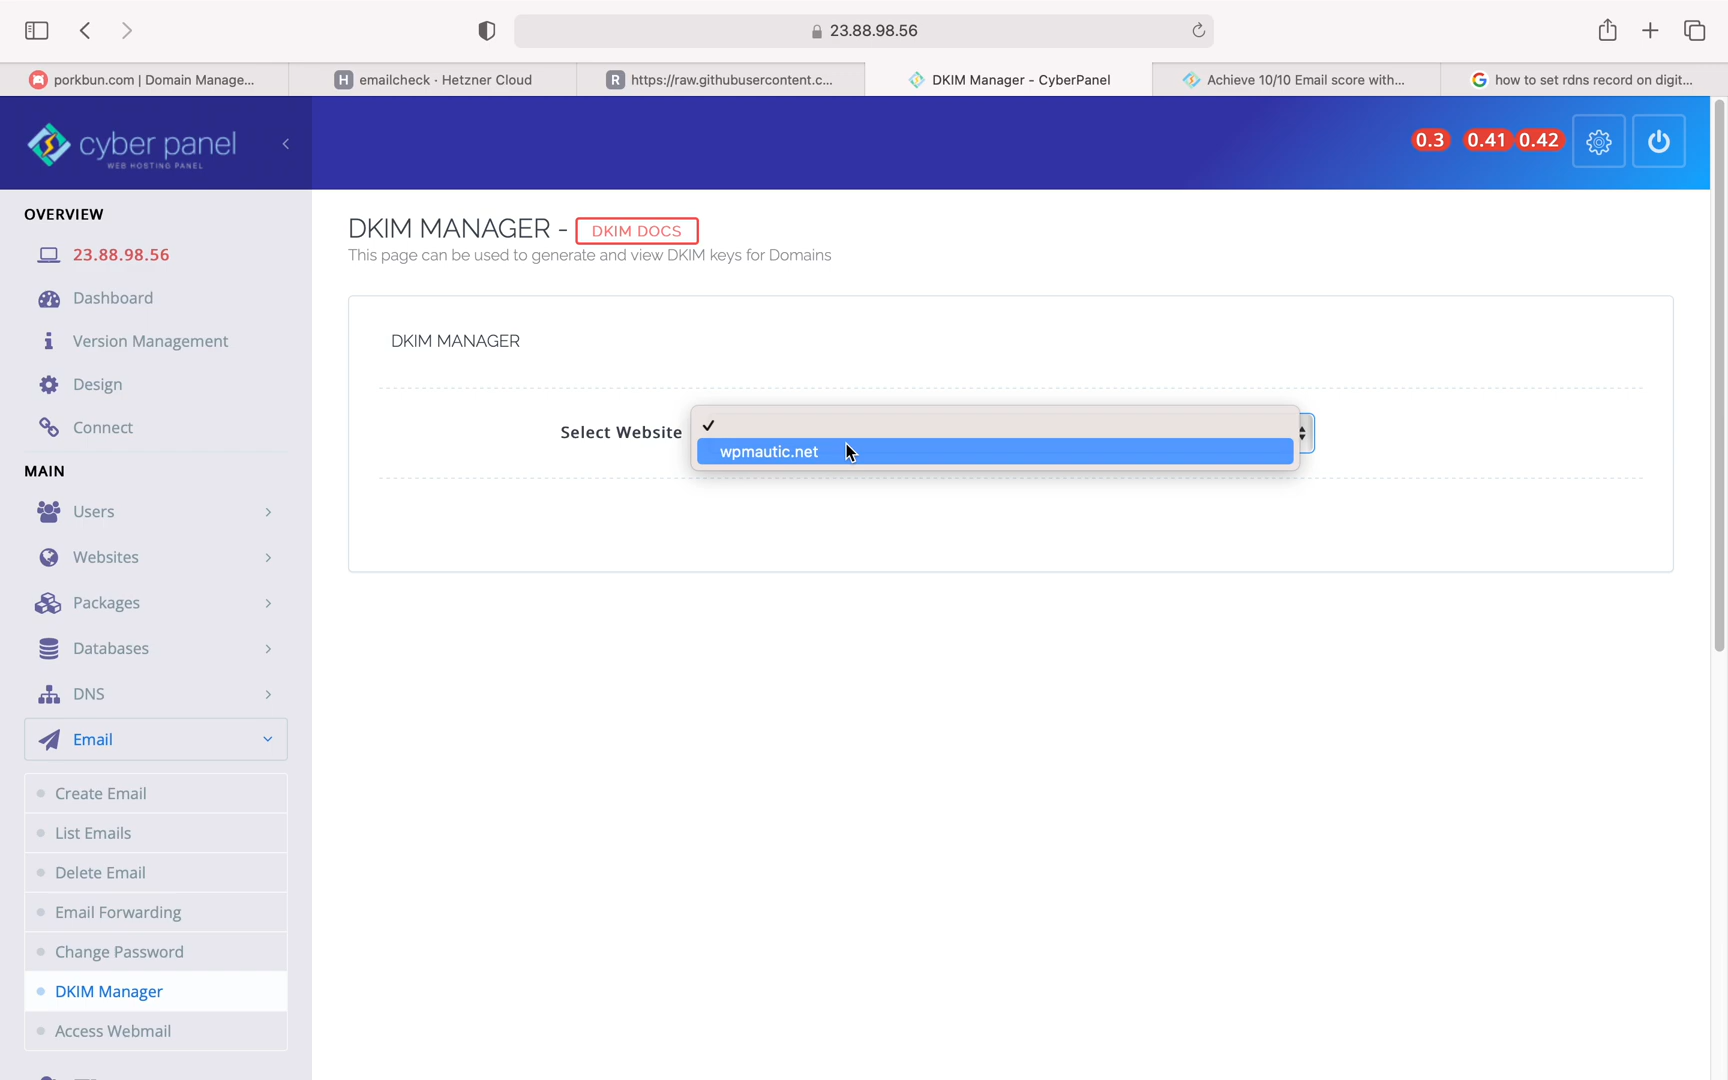 23.88.98.56
porkbun.com | Domain Manage...
emailcheck · Hetzner Cloud
https://raw.githubusercontent.c...
DKIM Manager - CyberPanel
Achieve 10/10 Email score with...
how to set rdns record on digit...
cyber panel
WEB HOSTING PANEL
0.3 0.41 0.42
OVERVIEW
23.88.98.56
Dashboard
Version Management
Design
Connect
MAIN
Users
Websites
Packages
Databases
DNS
Email
Create Email
List Emails
Delete Email
Email Forwarding
Change Password
DKIM Manager
Access Webmail
DKIM MANAGER - DKIM DOCS
This page can be used to generate and view DKIM keys for Domains
DKIM MANAGER
Select Website
wpmautic.net